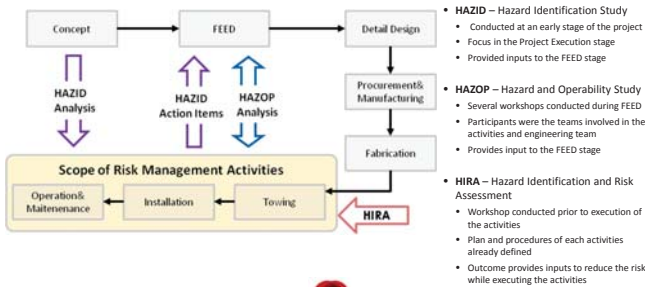 Concept
FEED
Detail Design
HAZID
Analysis
HAZID
Action Items
HAZOP
Analysis
Procurement&
Manufacturing
Fabrication
Scope of Risk Management Activities
Operation&
Maitenenance
Installation
Towing
HIRA
• HAZID – Hazard Identification Study
• Conducted at an early stage of the project
• Focus in the Project Execution stage
• Provided inputs to the FEED stage
• HAZOP – Hazard and Operability Study
• Several workshops conducted during FEED
• Participants were the teams involved in the
activities and engineering team
• Provides input to the FEED stage
• HIRA – Hazard Identification and Risk
Assessment
• Workshop conducted prior to execution of
the activities
• Plan and procedures of each activities
already defined
• Outcome provides inputs to reduce the risk
while executing the activities